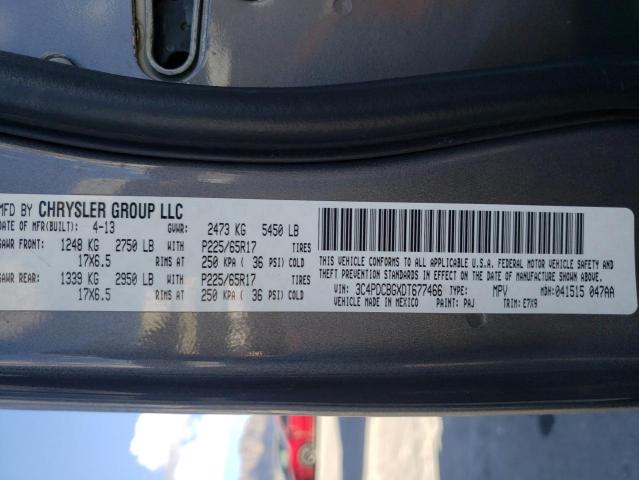 MFD BY CHRYSLER GROUP LLC
DATE OF MFR(BUILT): 4-13 GVWR: 2473 KG 5450 LB
GAWR FRONT: 1248 KG 2750 LB WITH P225/65R17 TIRES
17X6.5 RIMS AT 250 KPA ( 36 PSI) COLD
GAWR REAR: 1339 KG 2950 LB WITH P225/65R17 TIRES
17X6.5 RIMS AT 250 KPA ( 36 PSI) COLD
THIS VEHICLE CONFORMS TO ALL APPLICABLE U.S.A. FEDERAL MOTOR VEHICLE SAFETY
AND THEFT PREVENTION STANDARDS IN EFFECT ON THE DATE OF MANUFACTURE SHOWN ABOVE
VIN: 3C4PDCBGXDT677466 TYPE: MPV MDH: 041515 047AA
VEHICLE MADE IN MEXICO PAINT: PAJ TRIM: E7X9